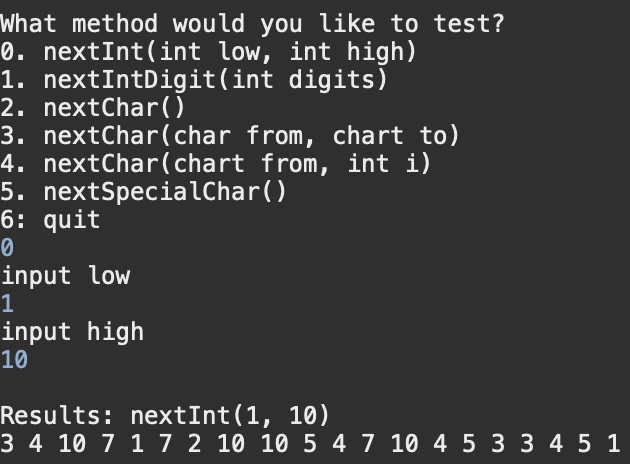 What method would you like to test?
0. nextInt(int low, int high)
1. nextIntDigit(int digits)
2. nextChar()
3. nextChar(char from, chart to)
4. nextChar(chart from, int i)
5. nextSpecialChar()
6: quit
0
input low
1
input high
10
Results: nextInt(1, 10)
3 4 10 7 1 7 2 10 10 5 4 7 10 4 5 3 3 4 5 1